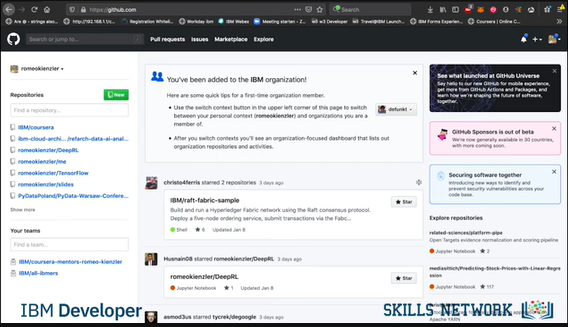 https://github.com
Search
Are @ - strings also
http://192.168.1.1/
Registration Whitelist
Workday ibm
IBM Webex
Meeting starten - Z
w3 Developer
Travel@IBM
IBM Forms Experience
Coursera | Online C
Search or jump to...
Pull requests
Issues
Marketplace
Explore
romeokienzler
Repositories
New
Find a repository...
IBM/coursera
ibm-cloud-archi.../refarch-data-ai-anal...
romeokienzler/DeepRL
romeokienzler/me
romeokienzler/TensorFlow
romeokienzler/slides
PyDataPoland/PyData-Warsaw-Confere...
Show more
Your teams
Find a team...
IBM/coursera-mentors-romeo-kienzler
IBM/all-ibmers
You've been added to the IBM organization!
Here are some quick tips for a first-time organization member.
Use the switch context button in the upper left corner of this page to switch
between your personal context (romeokienzler) and organizations you are a
member of.
defunkt
After you switch contexts you'll see an organization-focused dashboard that lists out
organization repositories and activities.
christo4ferris starred 2 repositories 3 days ago
IBM/raft-fabric-sample
Star
Build and run a Hyperledger Fabric network using the Raft consensus protocol.
Deploy a five-node ordering service, submit transactions via the Fabc...
Shell 6 Updated Jan 8
Husnain08 starred romeokienzler/DeepRL 3 days ago
romeokienzler/DeepRL
Star
Jupyter Notebook 1 Updated Jan 8
asmod3us starred tycrek/degoogle 3 days ago
See what launched at GitHub Universe
Say hello to our new GitHub for mobile experience,
get more from GitHub Actions and Packages, and
learn how we're shaping the future of software,
together.
GitHub Sponsors is out of beta
We're now generally available in 30 countries,
with more coming soon.
Securing software together
Introducing new ways to identify and
prevent security vulnerabilities across your
code base.
Explore repositories
related-sciences/platform-pipe
Open Targets evidence normalization and scoring pipeline
Jupyter Notebook 2
mediasittich/Predicting-Stock-Prices-with-Linear-Regression
Jupyter Notebook 117
Apache YARN
IBM Developer
SKILLS NETWORK